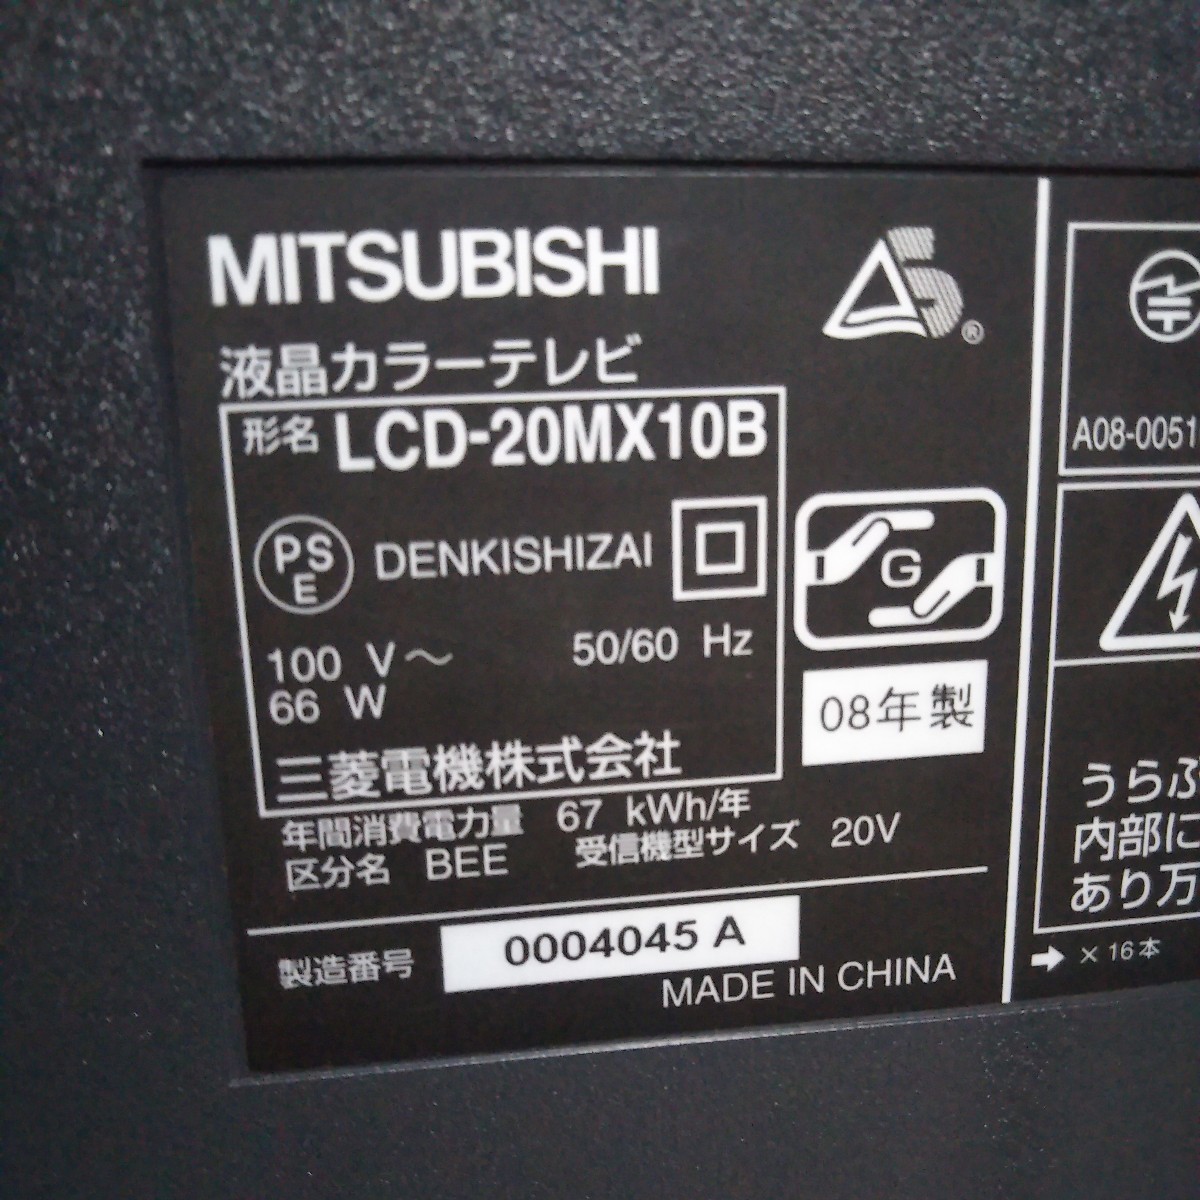 MITSUBISHI
液晶カラーテレビ
形名 LCD-20MX10B
PS
E
DENKISHIZAI
100 V～ 50/60 Hz
66 W
三菱電機株式会社
年間消費電力量 67 kWh/年
区分名 BEE 受信機型サイズ 20V
製造番号 0004045 A
MADE IN CHINA
S®
G
08年製
A08-0051
うらぶ
内部に
あり万
➡ × 16本